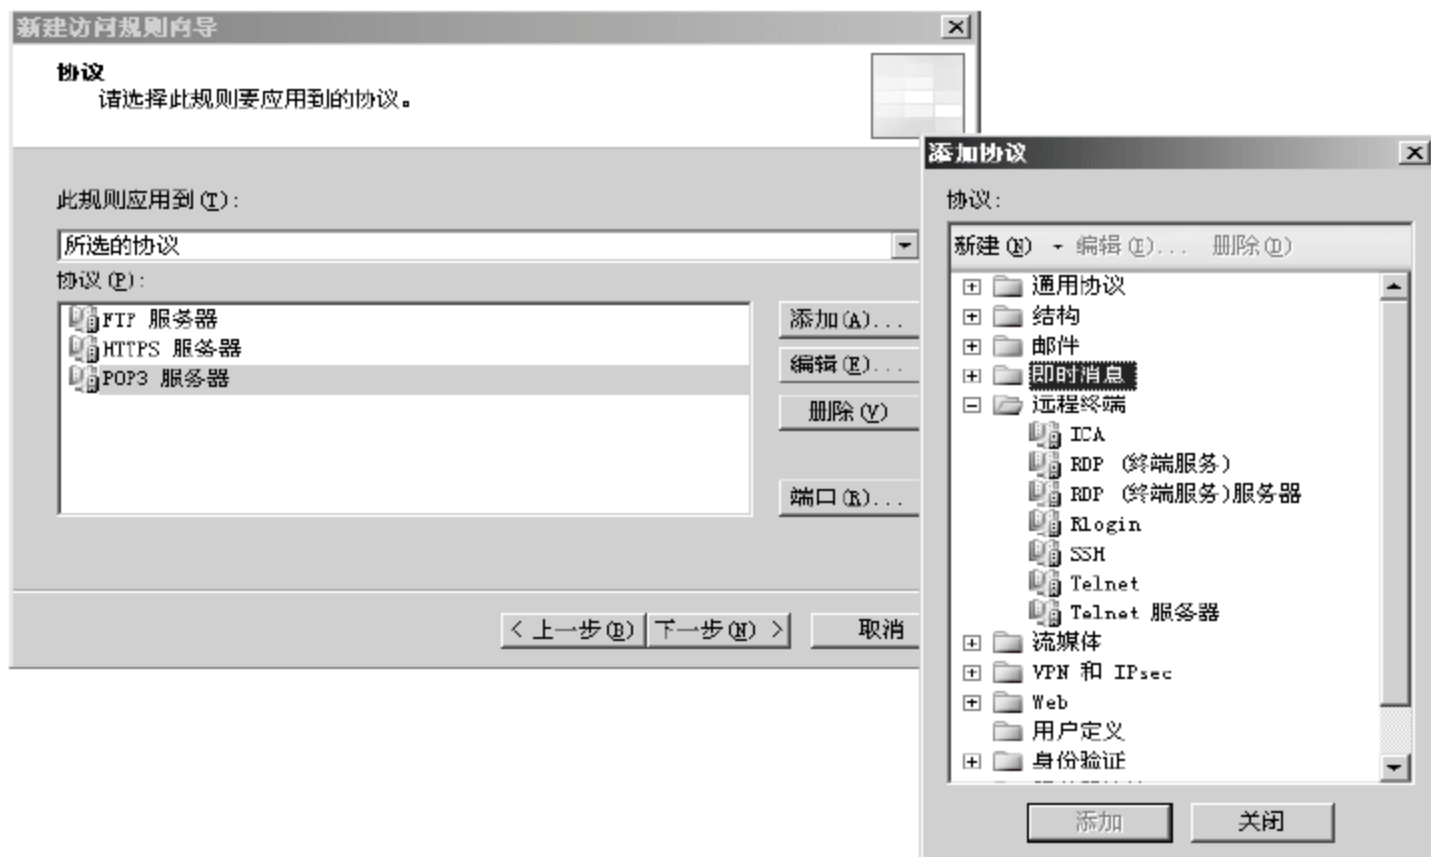 新建访问规则向导
协议
请选择此规则要应用到的协议。
此规则应用到(T):
所选的协议
协议(P):
FTP 服务器
HTTPS 服务器
POP3 服务器
添加(A)...
编辑(E)...
删除(V)
端口(R)...
< 上一步(B)
下一步(N) >
取消
添加协议
协议:
新建(N)
编辑(E)...
删除(D)
通用协议
结构
邮件
即时消息
远程终端
ICA
RDP (终端服务)
RDP (终端服务)服务器
Rlogin
SSH
Telnet
Telnet 服务器
流媒体
VPN 和 IPsec
Web
用户定义
身份验证
添加
关闭